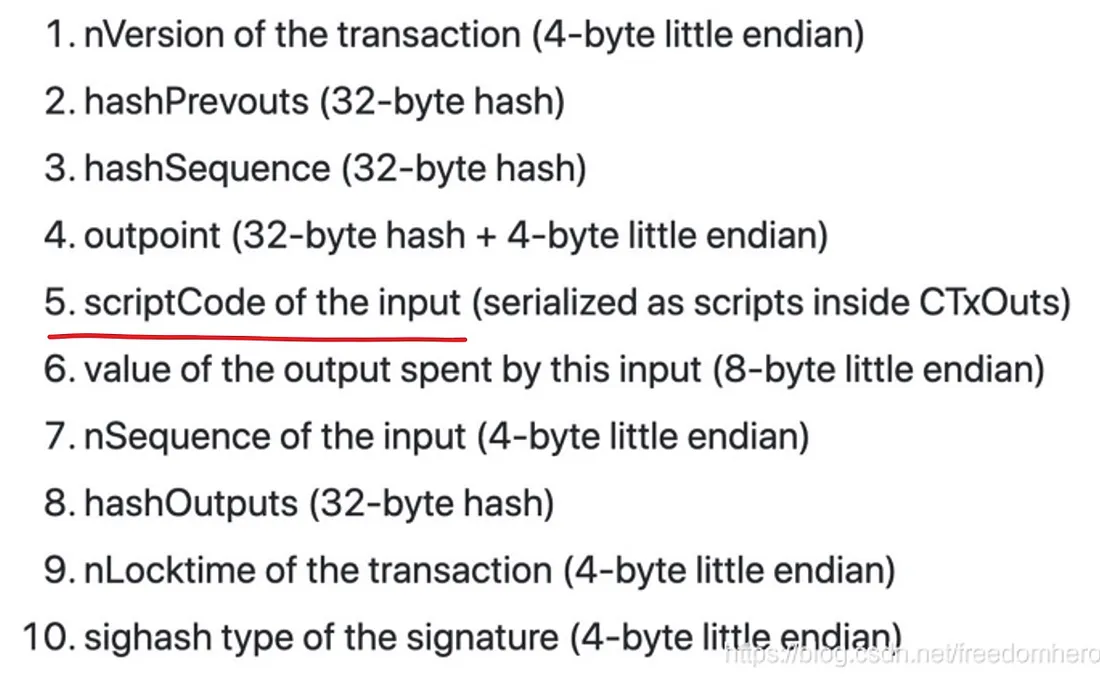 1. nVersion of the transaction (4-byte little endian)
2. hashPrevouts (32-byte hash)
3. hashSequence (32-byte hash)
4. outpoint (32-byte hash + 4-byte little endian)
5. scriptCode of the input (serialized as scripts inside CTxOuts)
6. value of the output spent by this input (8-byte little endian)
7. nSequence of the input (4-byte little endian)
8. hashOutputs (32-byte hash)
9. nLocktime of the transaction (4-byte little endian)
10. sighash type of the signature (4-byte little endian)
https://blog.csdn.net/freedomhero